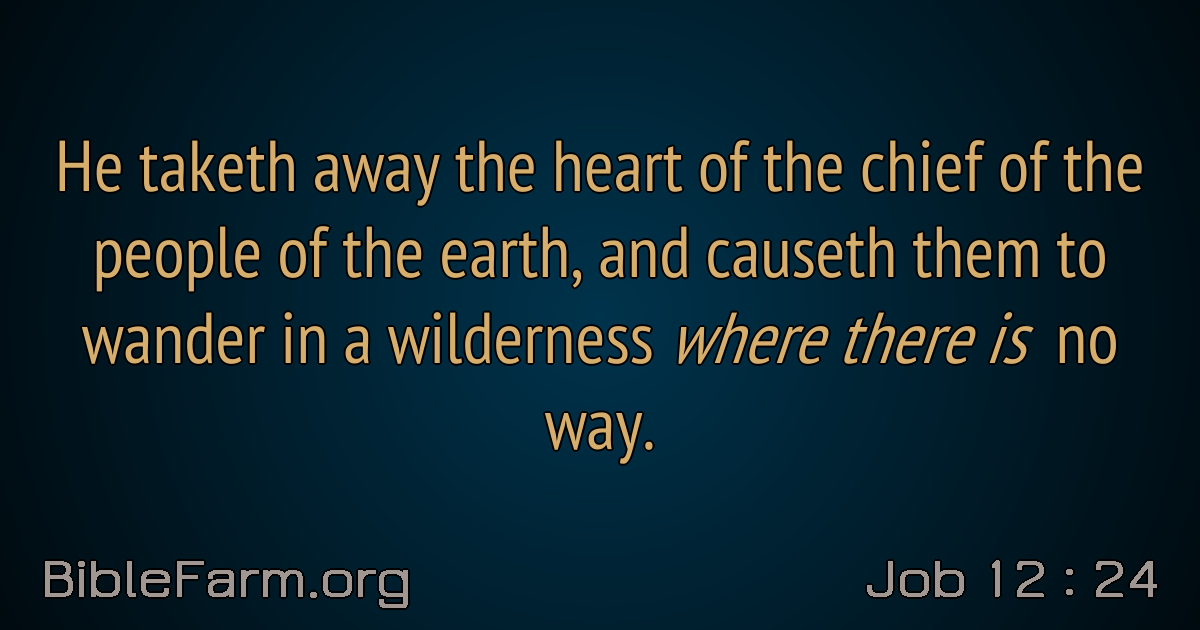 He taketh away the heart of the chief of the
people of the earth, and causeth them to
wander in a wilderness where there is no
way.
BibleFarm.org
Job 12 : 24